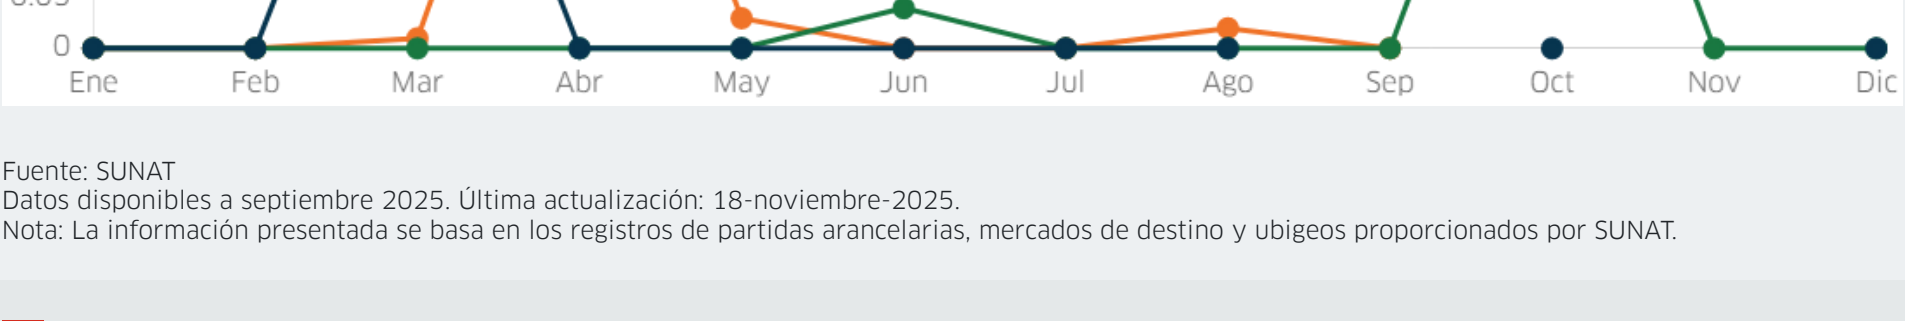 0
Ene Feb Mar Abr May Jun Jul Ago Sep Oct Nov Dic
Fuente: SUNAT
Datos disponibles a septiembre 2025. Última actualización: 18-noviembre-2025.
Nota: La información presentada se basa en los registros de partidas arancelarias, mercados de destino y ubigeos proporcionados por SUNAT.